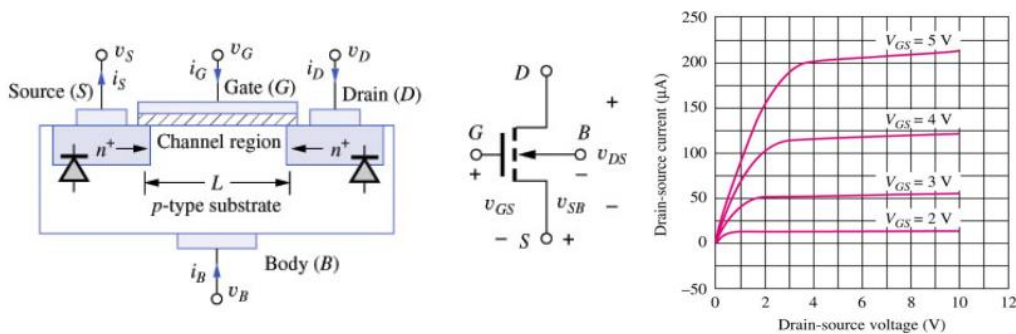 v_S
v_G
v_D
i_S
i_G
i_D
Source (S)
Gate (G)
Drain (D)
n+
Channel region
n+
L
p-type substrate
i_B
Body (B)
v_B
D
+
G
B
v_DS
+
−
v_GS
v_SB
−
− S +
250
200
150
100
50
0
−50
Drain-source current (μA)
V_GS = 5 V
V_GS = 4 V
V_GS = 3 V
V_GS = 2 V
0 2 4 6 8 10 12
Drain-source voltage (V)